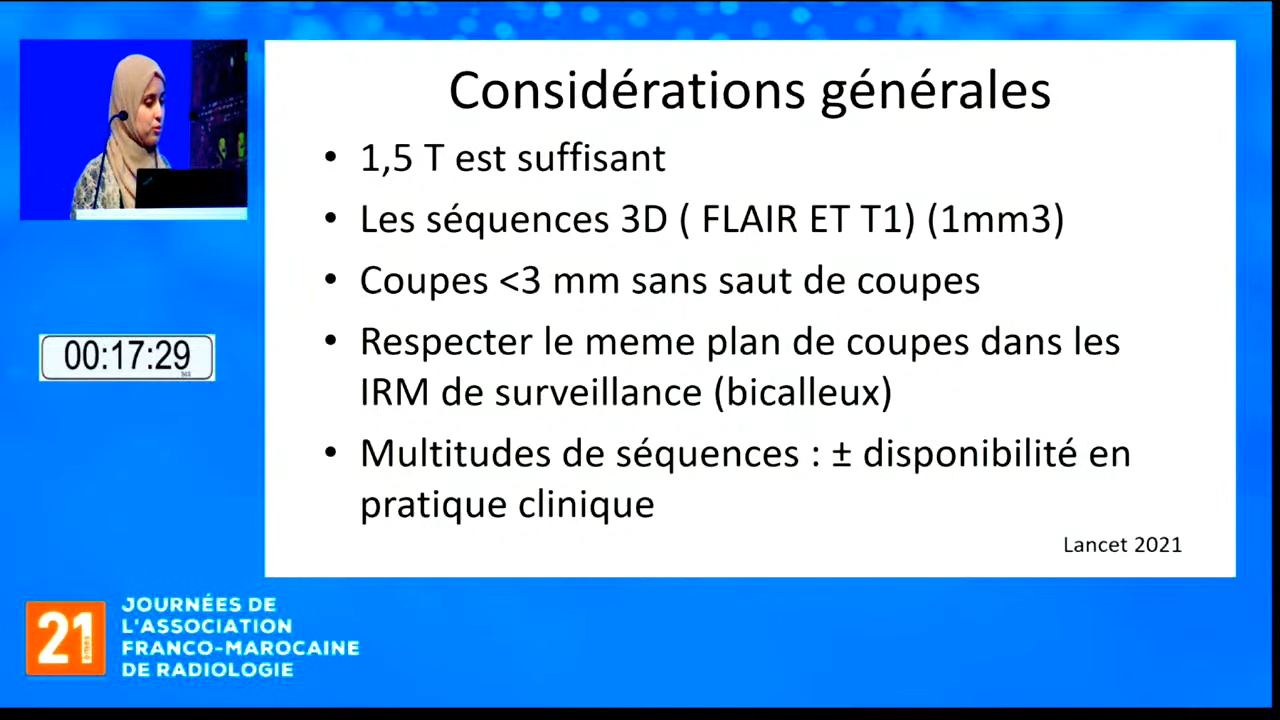 Considérations générales
• 1,5 T est suffisant
• Les séquences 3D ( FLAIR ET T1) (1mm3)
• Coupes <3 mm sans saut de coupes
• Respecter le meme plan de coupes dans les
IRM de surveillance (bicalleux)
• Multitudes de séquences : ± disponibilité en
pratique clinique
Lancet 2021
00:17:29
21
èmes
JOURNÉES DE
L'ASSOCIATION
FRANCO-MAROCAINE
DE RADIOLOGIE